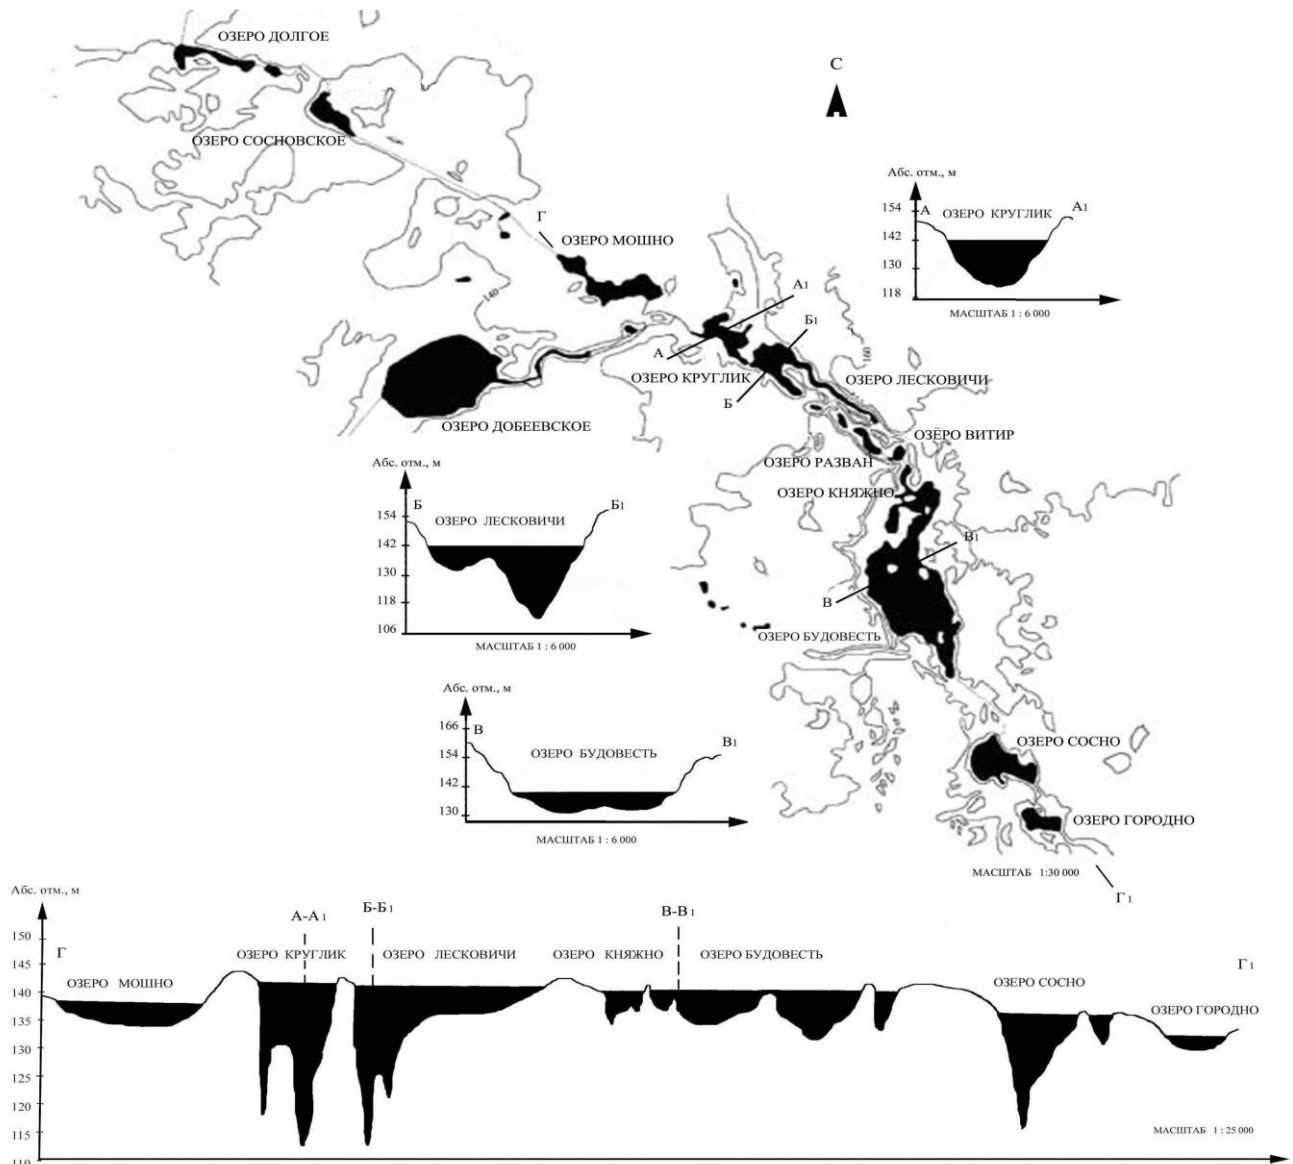 ОЗЕРО ДОЛГОЕ
С
ОЗЕРО СОСНОВСКОЕ
Абс. отм., м
154
А
ОЗЕРО КРУГЛИК
А1
142
130
118
МАСШТАБ 1 : 6 000
Г
ОЗЕРО МОШНО
140
А1
Б1
160
А
ОЗЕРО КРУГЛИК
ОЗЕРО ЛЕСКОВИЧИ
Б
ОЗЕРО ДОБЕЕВСКОЕ
ОЗЕРО ВИТИР
ОЗЕРО РАЗВАН
ОЗЕРО КНЯЖНО
Абс. отм., м
Б
Б1
154
ОЗЕРО ЛЕСКОВИЧИ
142
130
118
106
МАСШТАБ 1 : 6 000
В1
В
ОЗЕРО БУДОВЕСТЬ
Абс. отм., м
166
В
В1
154
ОЗЕРО БУДОВЕСТЬ
142
130
МАСШТАБ 1 : 6 000
ОЗЕРО СОСНО
ОЗЕРО ГОРОДНО
МАСШТАБ 1:30 000
Г1
Абс. отм., м
А-А1
Б-Б1
В-В1
150
Г
ОЗЕРО КРУГЛИК
ОЗЕРО ЛЕСКОВИЧИ
ОЗЕРО КНЯЖНО
ОЗЕРО БУДОВЕСТЬ
Г1
145
ОЗЕРО МОШНО
ОЗЕРО СОСНО
140
135
ОЗЕРО ГОРОДНО
130
125
120
115
МАСШТАБ 1 : 25 000
110